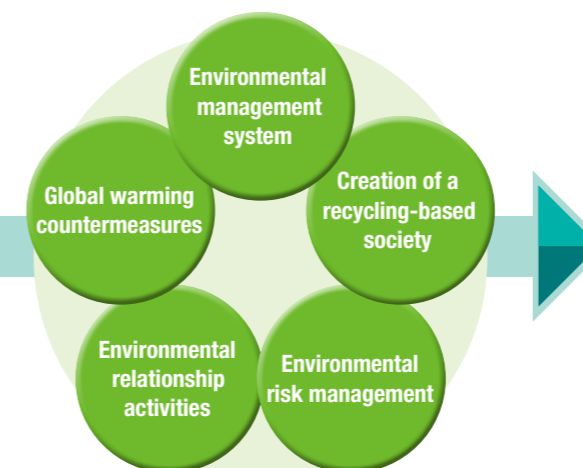 Environmental
management
system
Global warming
countermeasures
Creation of a
recycling-based
society
Environmental
relationship
activities
Environmental
risk management